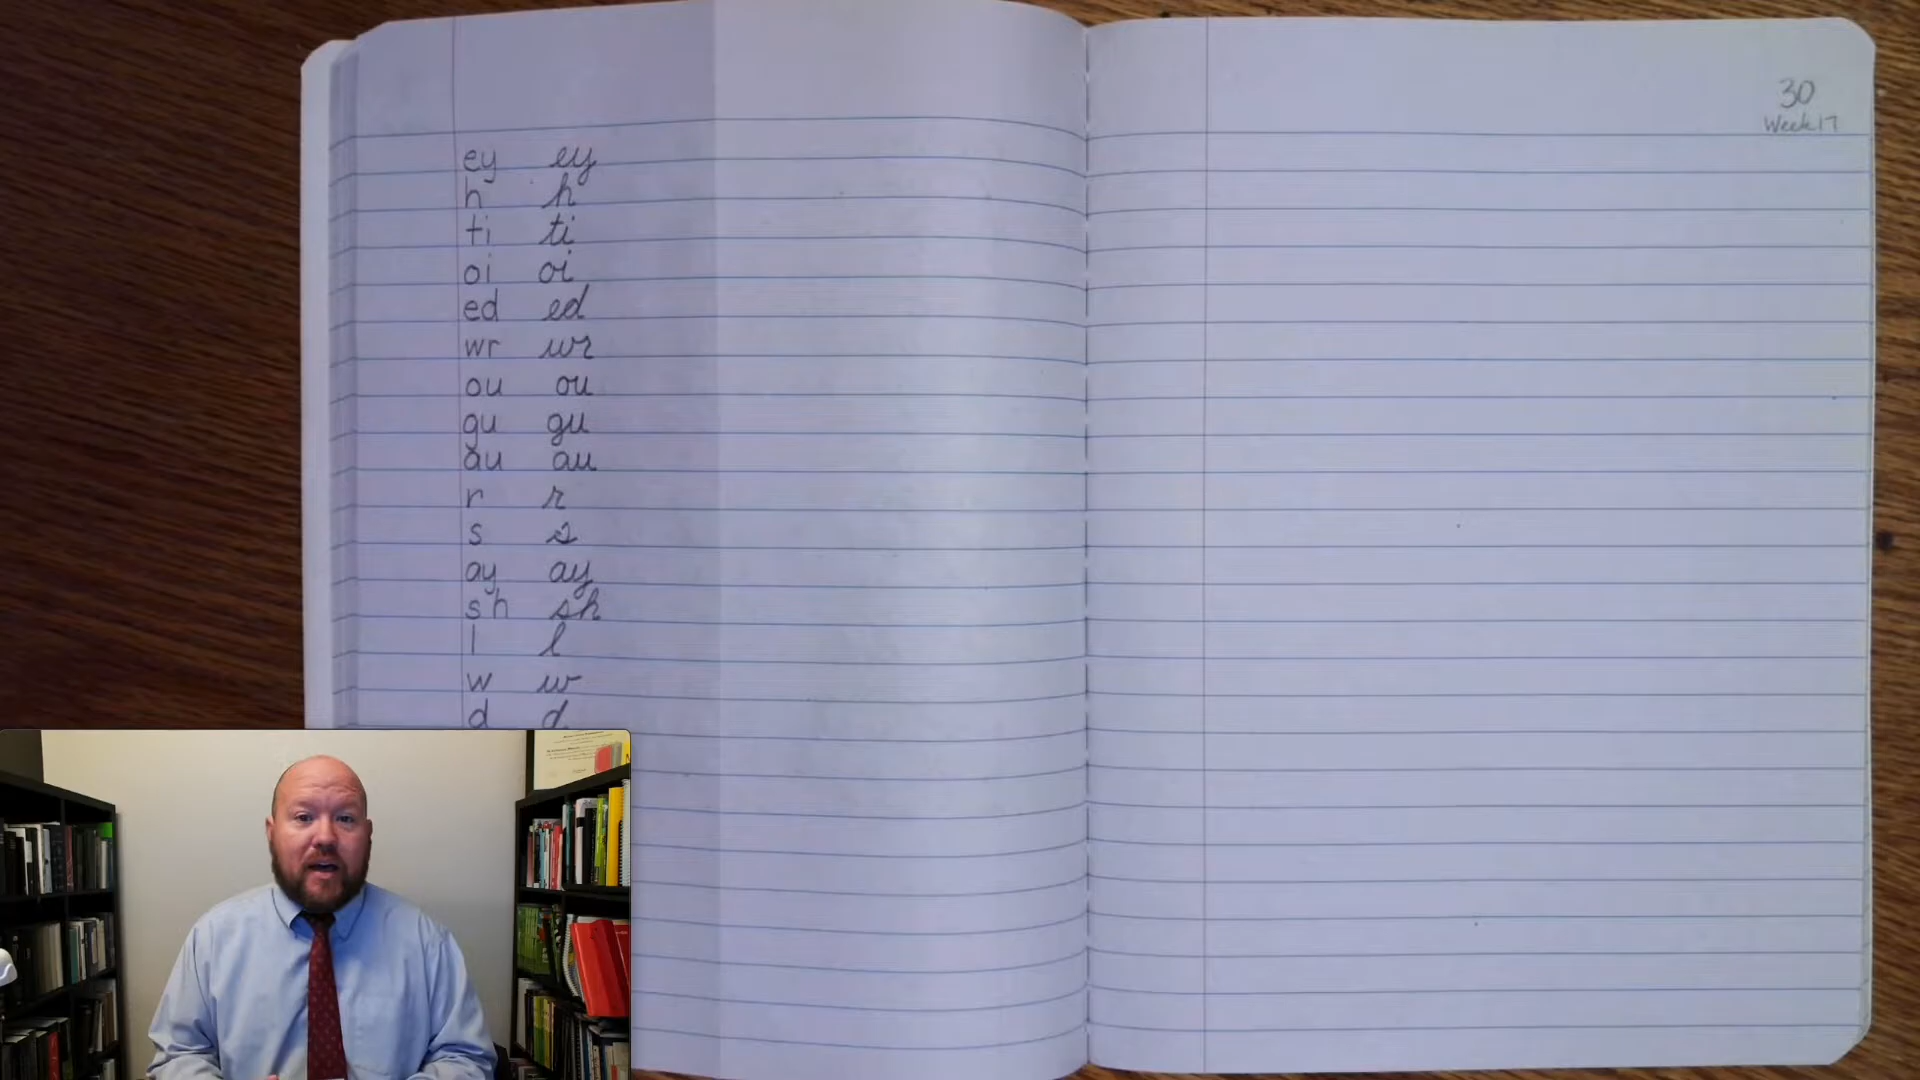 ey ey
h h
ti ti
oi oi
ed ed
wr wr
ou ou
gu gu
au au
r r
s s
ay ay
sh sh
l l
w w
d d
30
Week 17